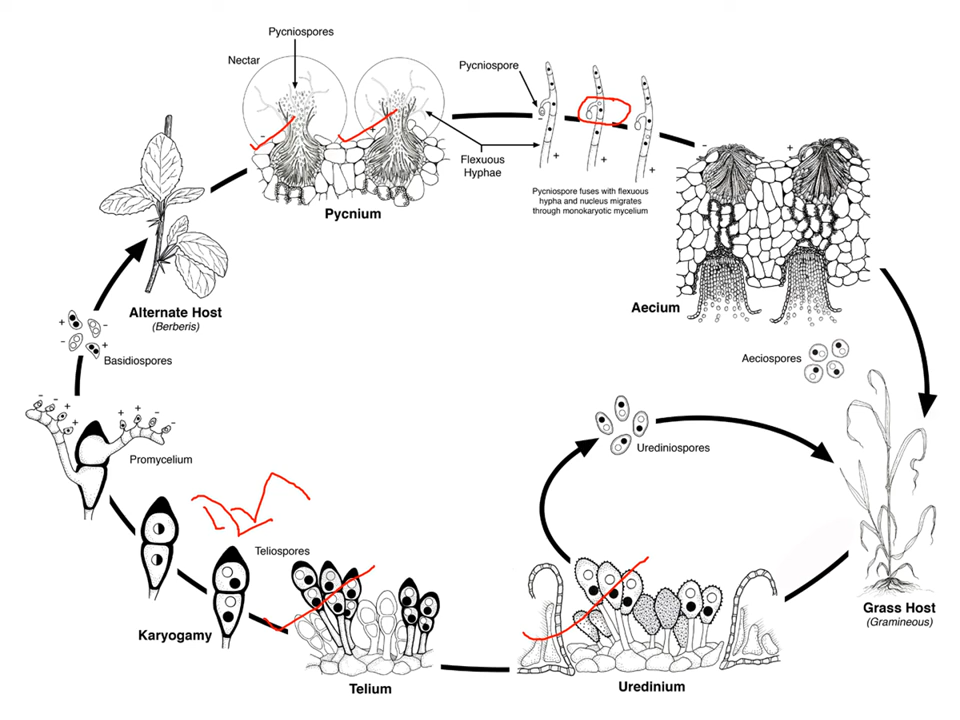 Pycniospores
Nectar
Pycniospore
-
+
-
Flexuous
Hyphae
+
+
+
Pycniospore fuses with flexuous
hypha and nucleus migrates
through monokaryotic mycelium
Pycnium
-
+
Aecium
Alternate Host
(Berberis)
+
-
-
+
Basidiospores
Aeciospores
- - + + + + - -
Promycelium
Urediniospores
Teliospores
Karyogamy
Grass Host
(Gramineous)
Telium
Uredinium